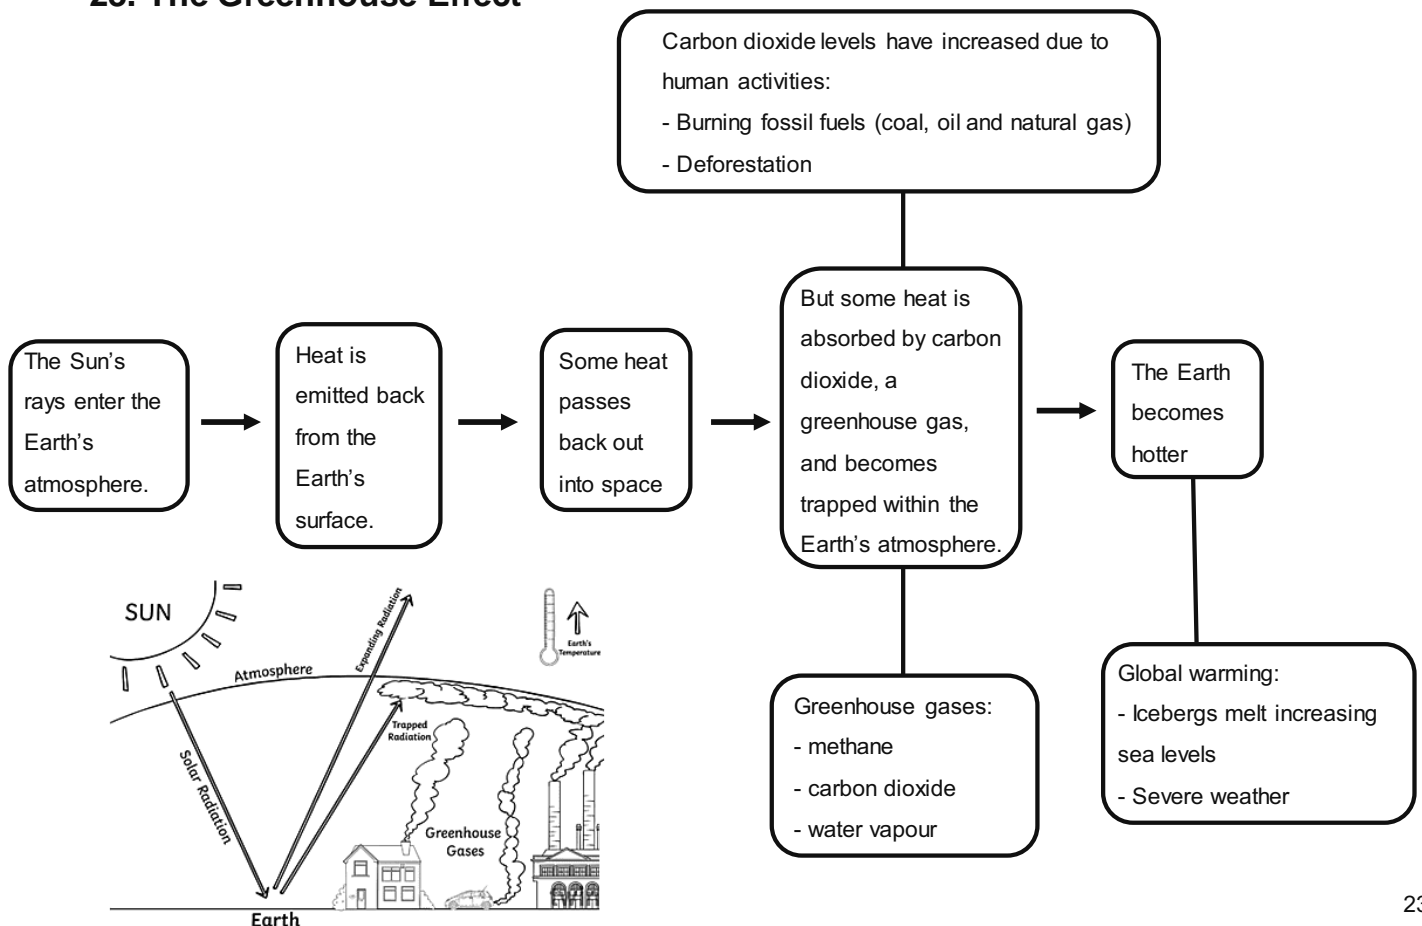 23. The Greenhouse Effect
Carbon dioxide levels have increased due to
human activities:
- Burning fossil fuels (coal, oil and natural gas)
- Deforestation
The Sun's
rays enter the
Earth's
atmosphere.
Heat is
emitted back
from the
Earth's
surface.
Some heat
passes
back out
into space
But some heat is
absorbed by carbon
dioxide, a
greenhouse gas,
and becomes
trapped within the
Earth's atmosphere.
The Earth
becomes
hotter
Greenhouse gases:
- methane
- carbon dioxide
- water vapour
Global warming:
- Icebergs melt increasing
sea levels
- Severe weather
SUN
Atmosphere
Solar Radiation
Expanding Radiation
Trapped
Radiation
Earth's
Temperature
Greenhouse
Gases
Earth
23